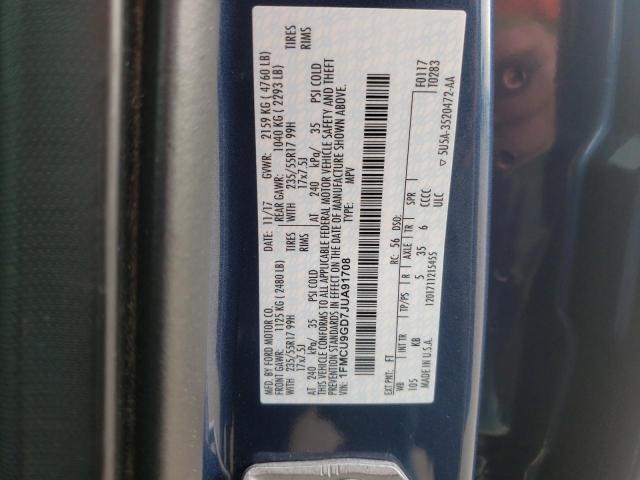 MFD. BY FORD MOTOR CO.
DATE: 11/17 GVWR: 2159 KG ( 4760 LB)
FRONT GAWR: 1125 KG ( 2480 LB) REAR GAWR: 1040 KG ( 2293 LB)
WITH 235/55R17 99H TIRES WITH 235/55R17 99H TIRES
17x7.5J RIMS 17x7.5J RIMS
AT 240 kPa/ 35 PSI COLD AT 240 kPa/ 35 PSI COLD
THIS VEHICLE CONFORMS TO ALL APPLICABLE FEDERAL MOTOR VEHICLE SAFETY AND THEFT
PREVENTION STANDARDS IN EFFECT ON THE DATE OF MANUFACTURE SHOWN ABOVE.
VIN: 1FMCU9GD7JUA91708 TYPE: MPV
F0117
T0283
EXT PNT: FT RC: 56 DSO:
WB INT TR TP/PS R AXLE TR SPR
105 KB 5 35 6 CCCC
MADE IN U.S.A. 1201711215455 ULC
▽ 5U5A-3520472-AA